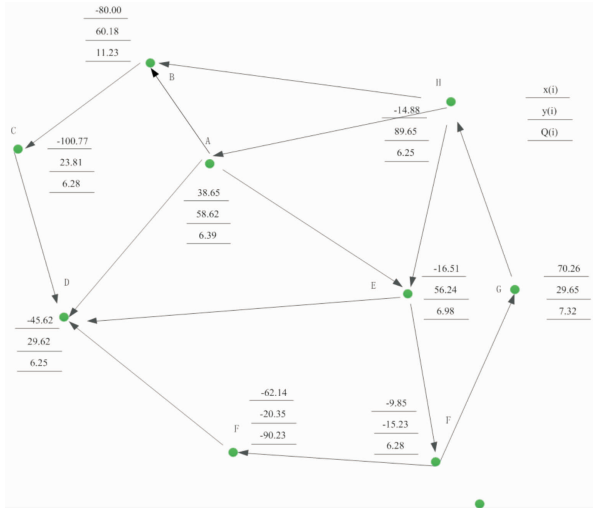 -80.00
60.18
11.23
B
H
x(i)
y(i)
Q(i)
-14.88
89.65
6.25
C
-100.77
23.81
6.28
A
38.65
58.62
6.39
D
-45.62
29.62
6.25
E
-16.51
56.24
6.98
G
70.26
29.65
7.32
F
-62.14
-20.35
-90.23
-9.85
-15.23
6.28
F